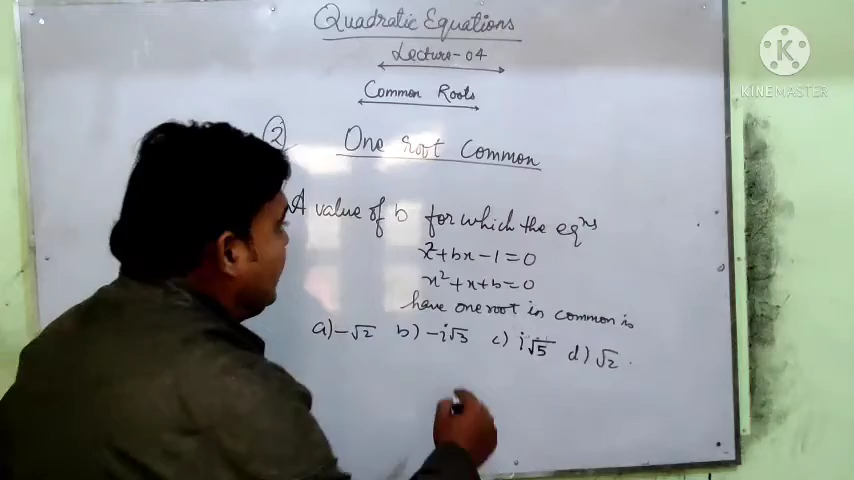 Quadratic Equations
Lecture-04
Common Roots
K
KINEMASTER
② One root Common
A value of b for which the eqⁿˢ
x²+bx-1=0
x²+x+b=0
have one root in common is
a) -√2 b) -i√3 c) i√5 d) √2.